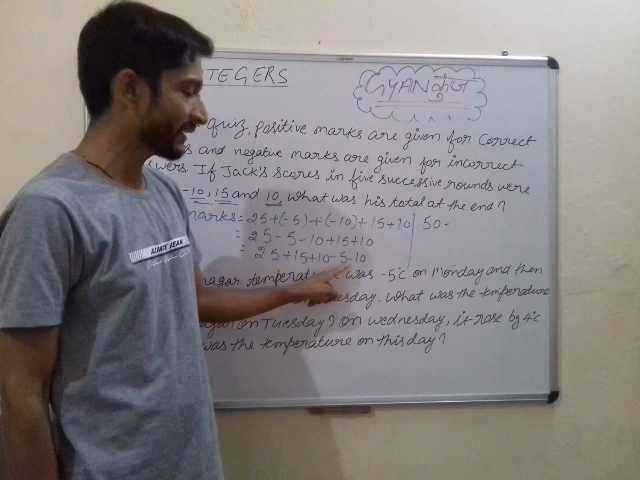 TEGERS
GYANकुंज
quiz, positive marks are given for correct
s and negative marks are given for incorrect
swers. If Jack's scores in five successive rounds were
-10, 15 and 10, what was his total at the end?
marks = 25+(-5)+(-10)+15+10 50-
= 25-5-10+15+10
= 25+15+10-5-10
nagar temperature was -5°c on monday and then
esday. What was the temperature
agar on Tuesday? On wednesday, it rose by 4°c
was the temperature on this day?